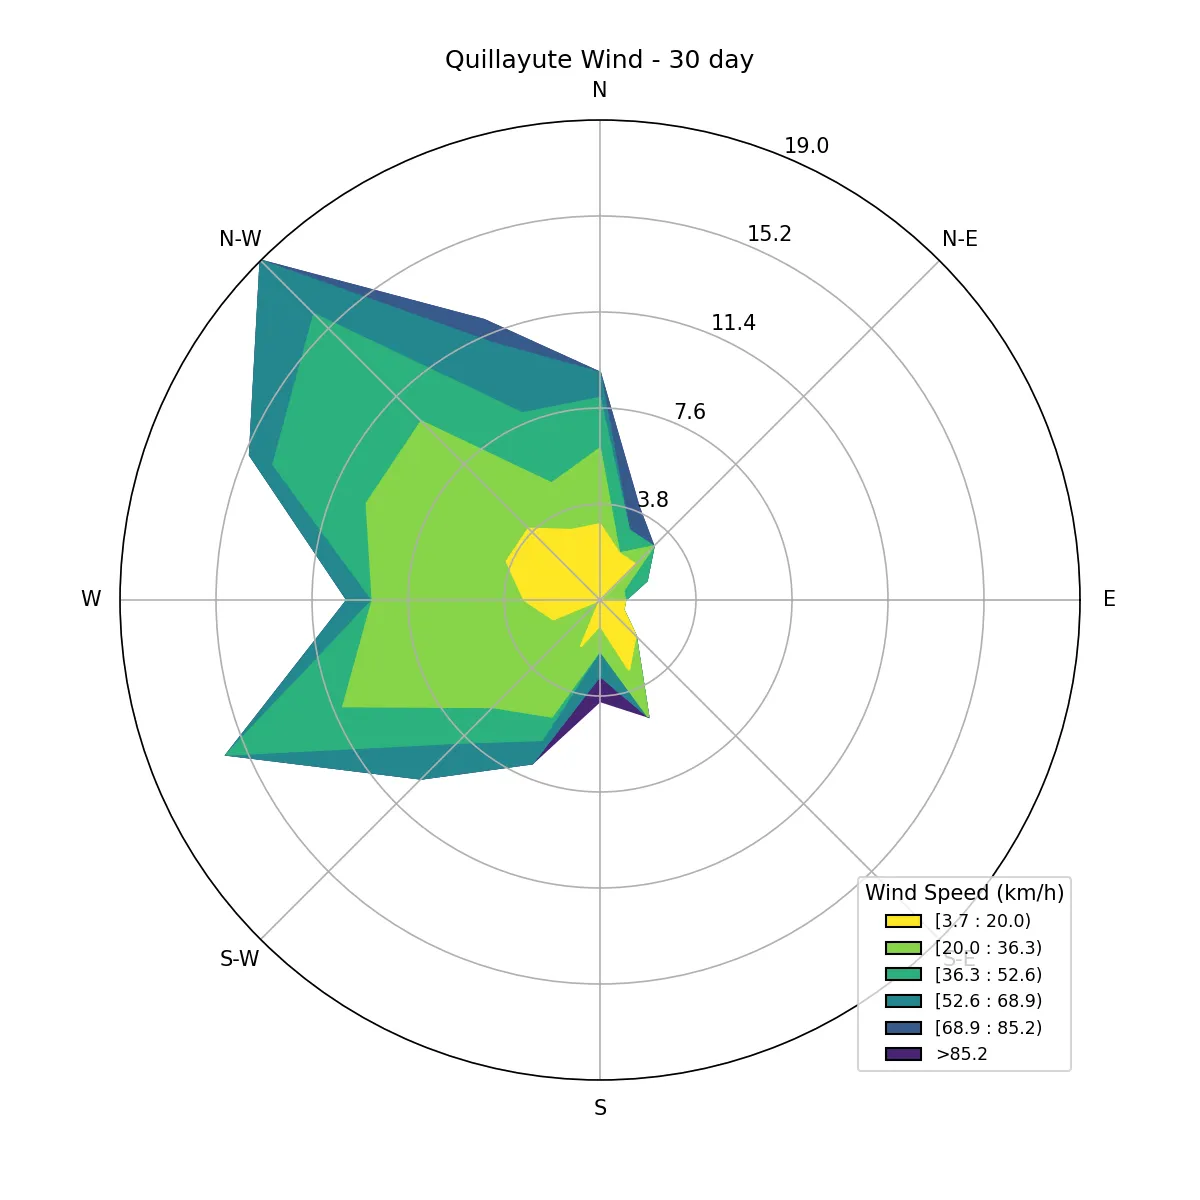 Quillayute Wind - 30 day
N
19.0
15.2
N-W
N-E
11.4
7.6
3.8
W
E
Wind Speed (km/h)
[3.7 : 20.0)
[20.0 : 36.3)
S-W
S-E
[36.3 : 52.6)
[52.6 : 68.9)
[68.9 : 85.2)
>85.2
S